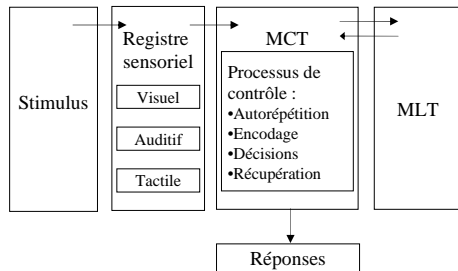 Stimulus
Registre
sensoriel
Visuel
Auditif
Tactile
MCT
Processus de
contrôle :
•Autorépétition
•Encodage
•Décisions
•Récupération
MLT
Réponses